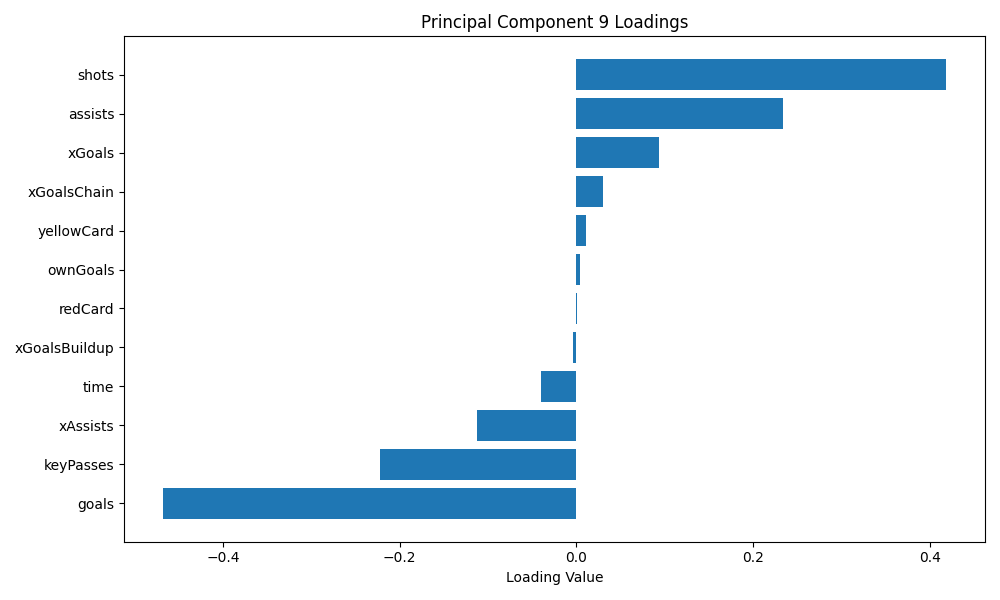 Principal Component 9 Loadings
shots
assists
xGoals
xGoalsChain
yellowCard
ownGoals
redCard
xGoalsBuildup
time
xAssists
keyPasses
goals
−0.4 −0.2 0.0 0.2 0.4
Loading Value